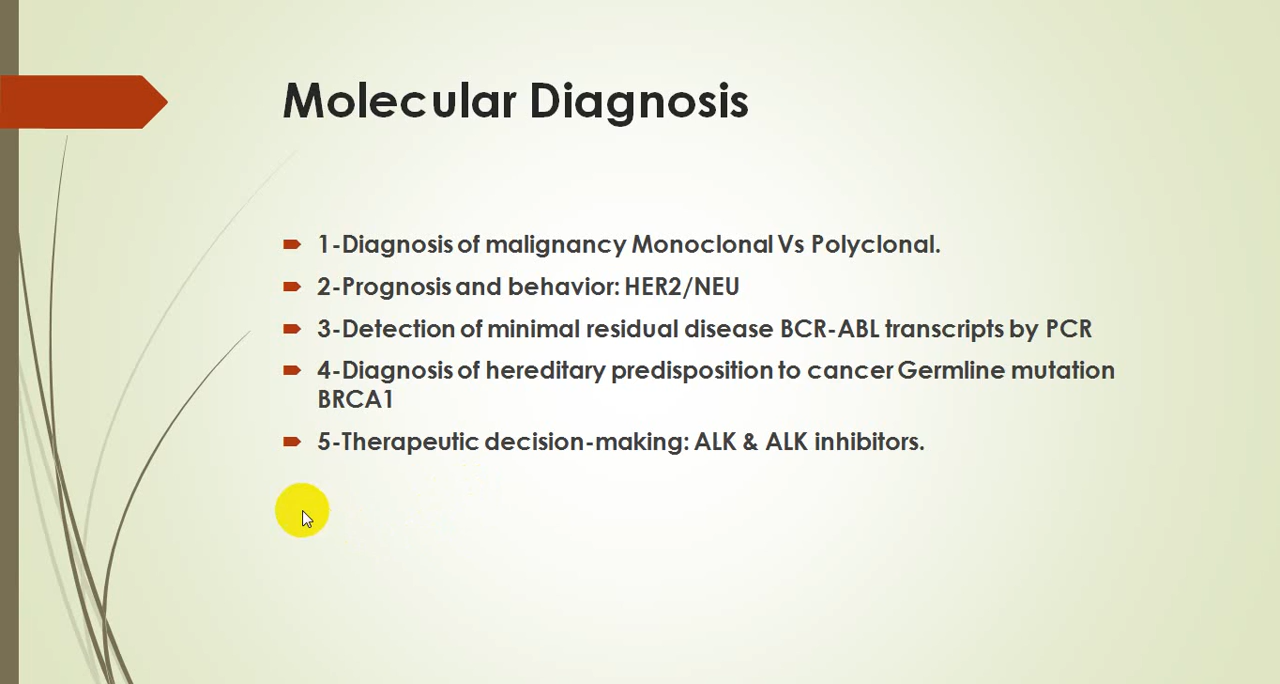 Molecular Diagnosis
1-Diagnosis of malignancy Monoclonal Vs Polyclonal.
2-Prognosis and behavior: HER2/NEU
3-Detection of minimal residual disease BCR-ABL transcripts by PCR
4-Diagnosis of hereditary predisposition to cancer Germline mutation
BRCA1
5-Therapeutic decision-making: ALK & ALK inhibitors.